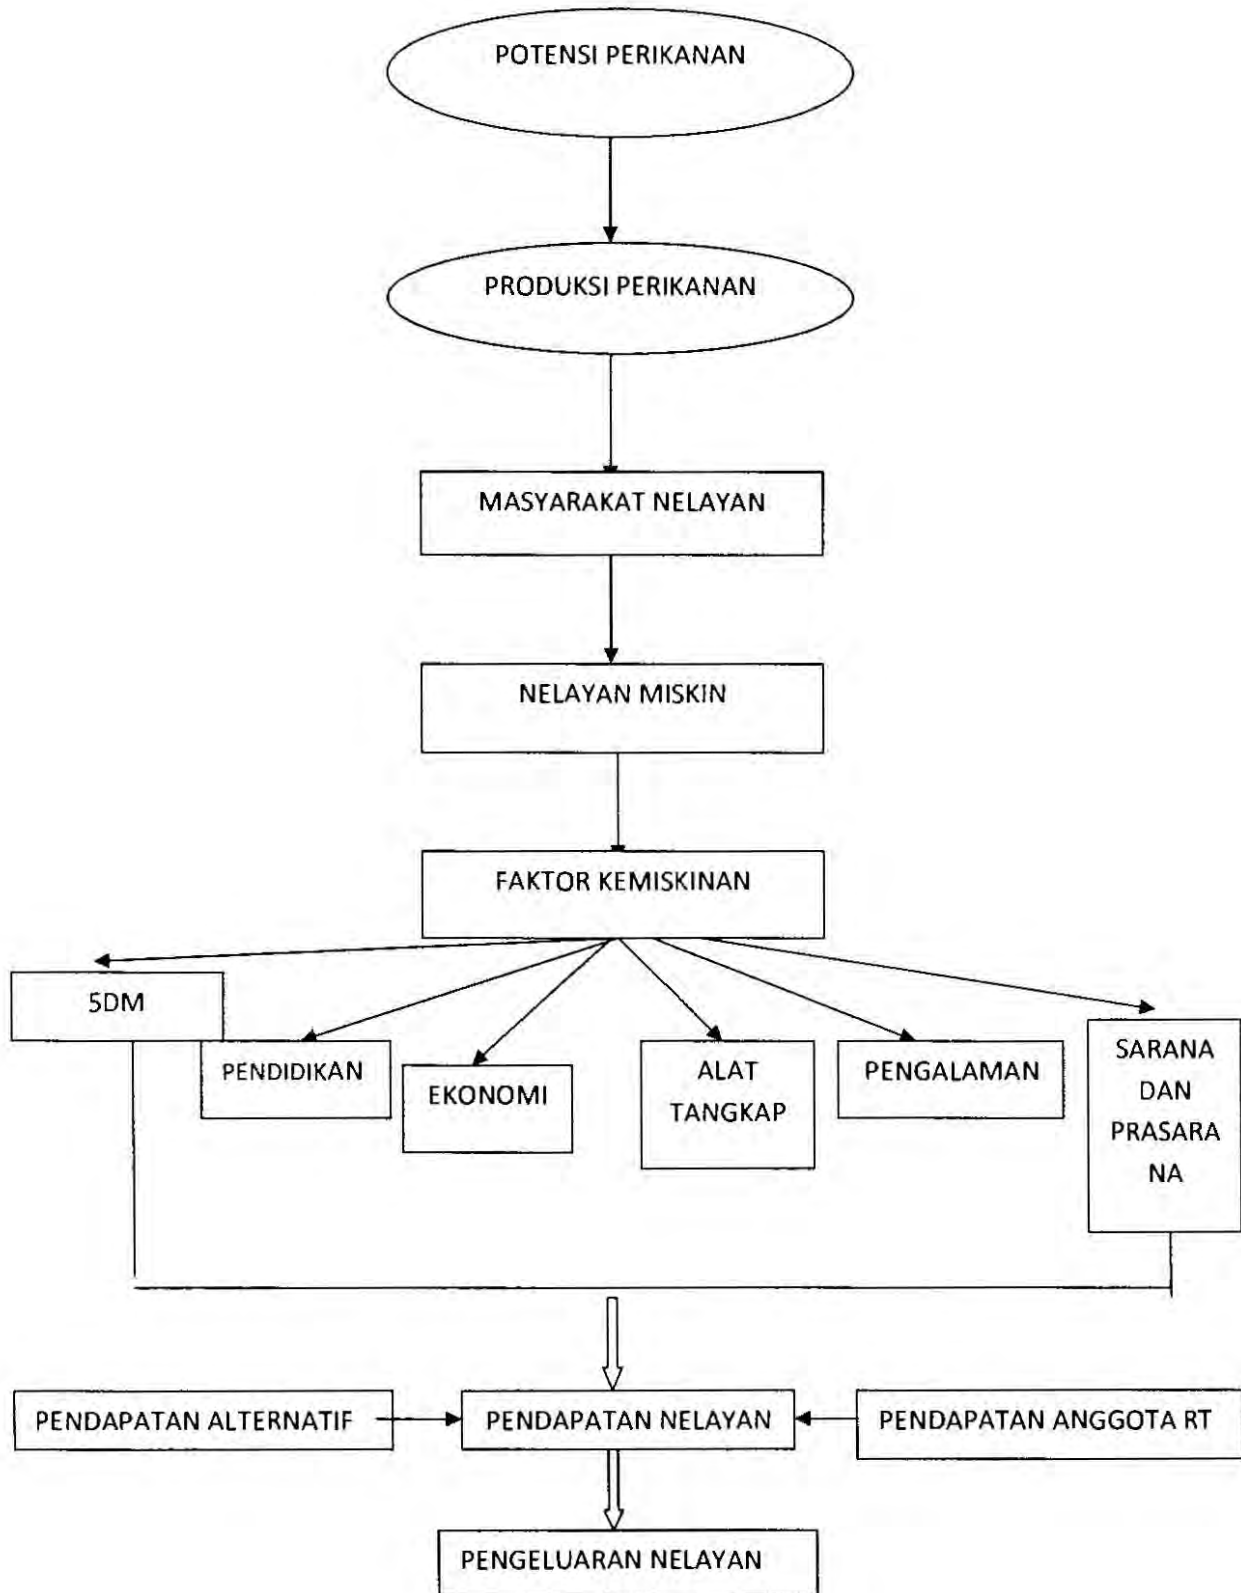 POTENSI PERIKANAN
PRODUKSI PERIKANAN
MASYARAKAT NELAYAN
NELAYAN MISKIN
FAKTOR KEMISKINAN
SDM
PENDIDIKAN
EKONOMI
ALAT
TANGKAP
PENGALAMAN
SARANA
DAN
PRASARA
NA
PENDAPATAN ALTERNATIF
PENDAPATAN NELAYAN
PENDAPATAN ANGGOTA RT
PENGELUARAN NELAYAN